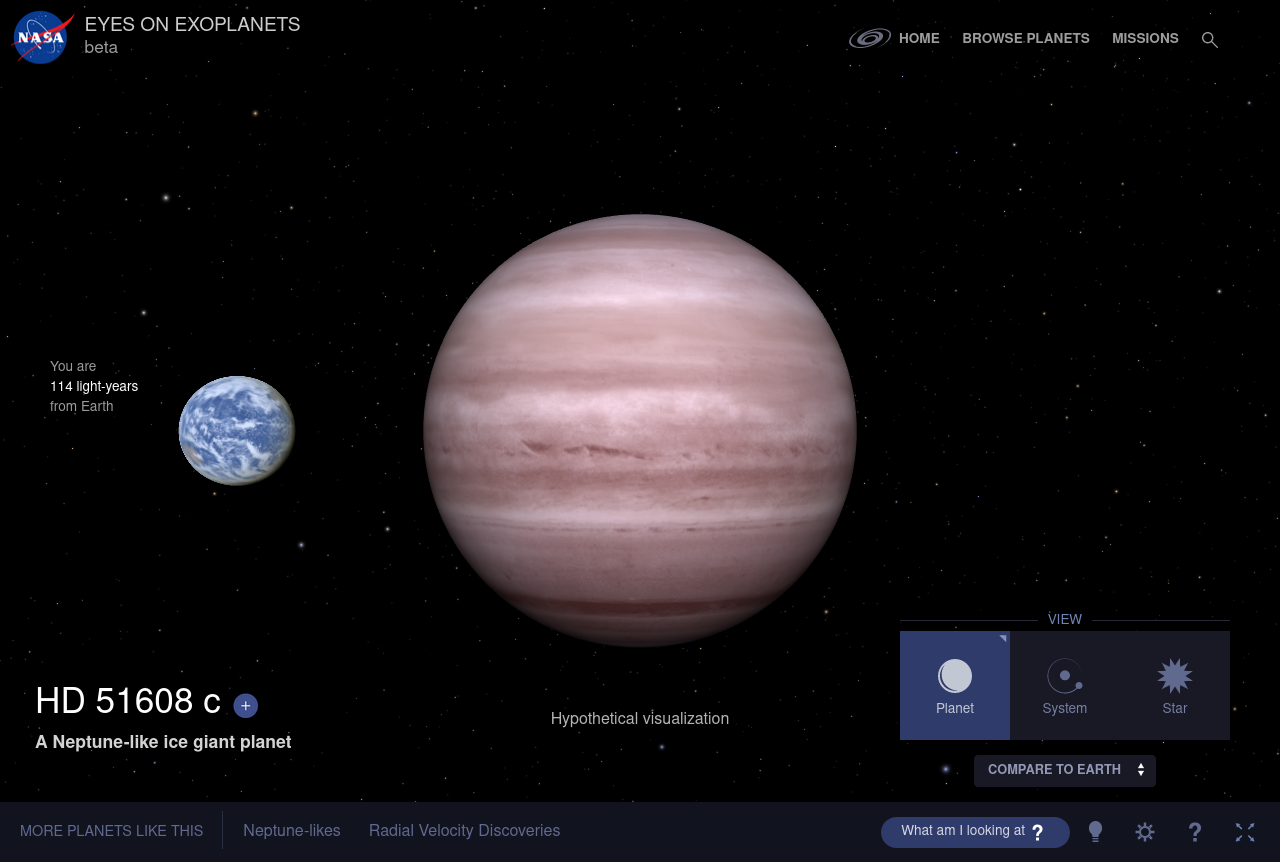 NASA
EYES ON EXOPLANETS
beta
HOME
BROWSE PLANETS
MISSIONS
You are
114 light-years
from Earth
HD 51608 c +
A Neptune-like ice giant planet
Hypothetical visualization
VIEW
Planet
System
Star
COMPARE TO EARTH
MORE PLANETS LIKE THIS
Neptune-likes
Radial Velocity Discoveries
What am I looking at ?
?